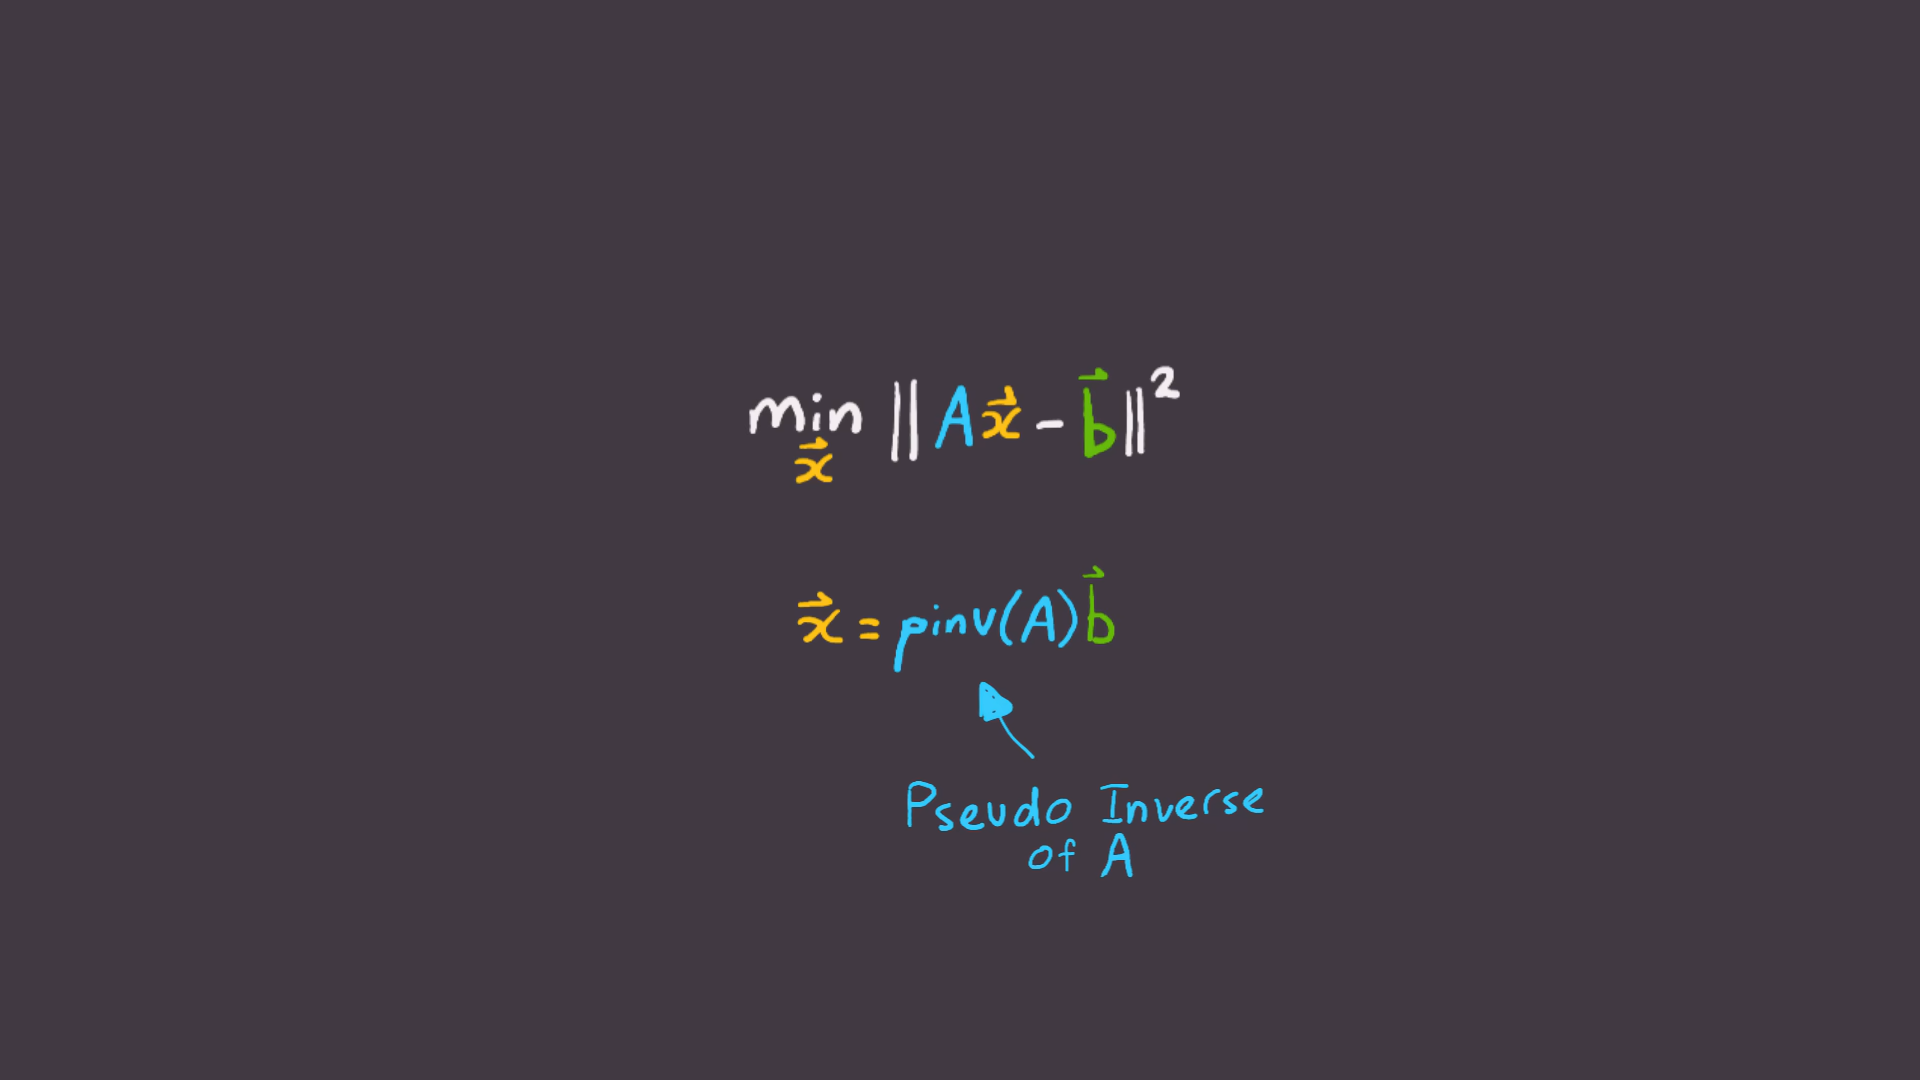 min ‖Ax⃗ - b⃗‖²
x⃗
x⃗ = pinv(A)b⃗
Pseudo Inverse
of A